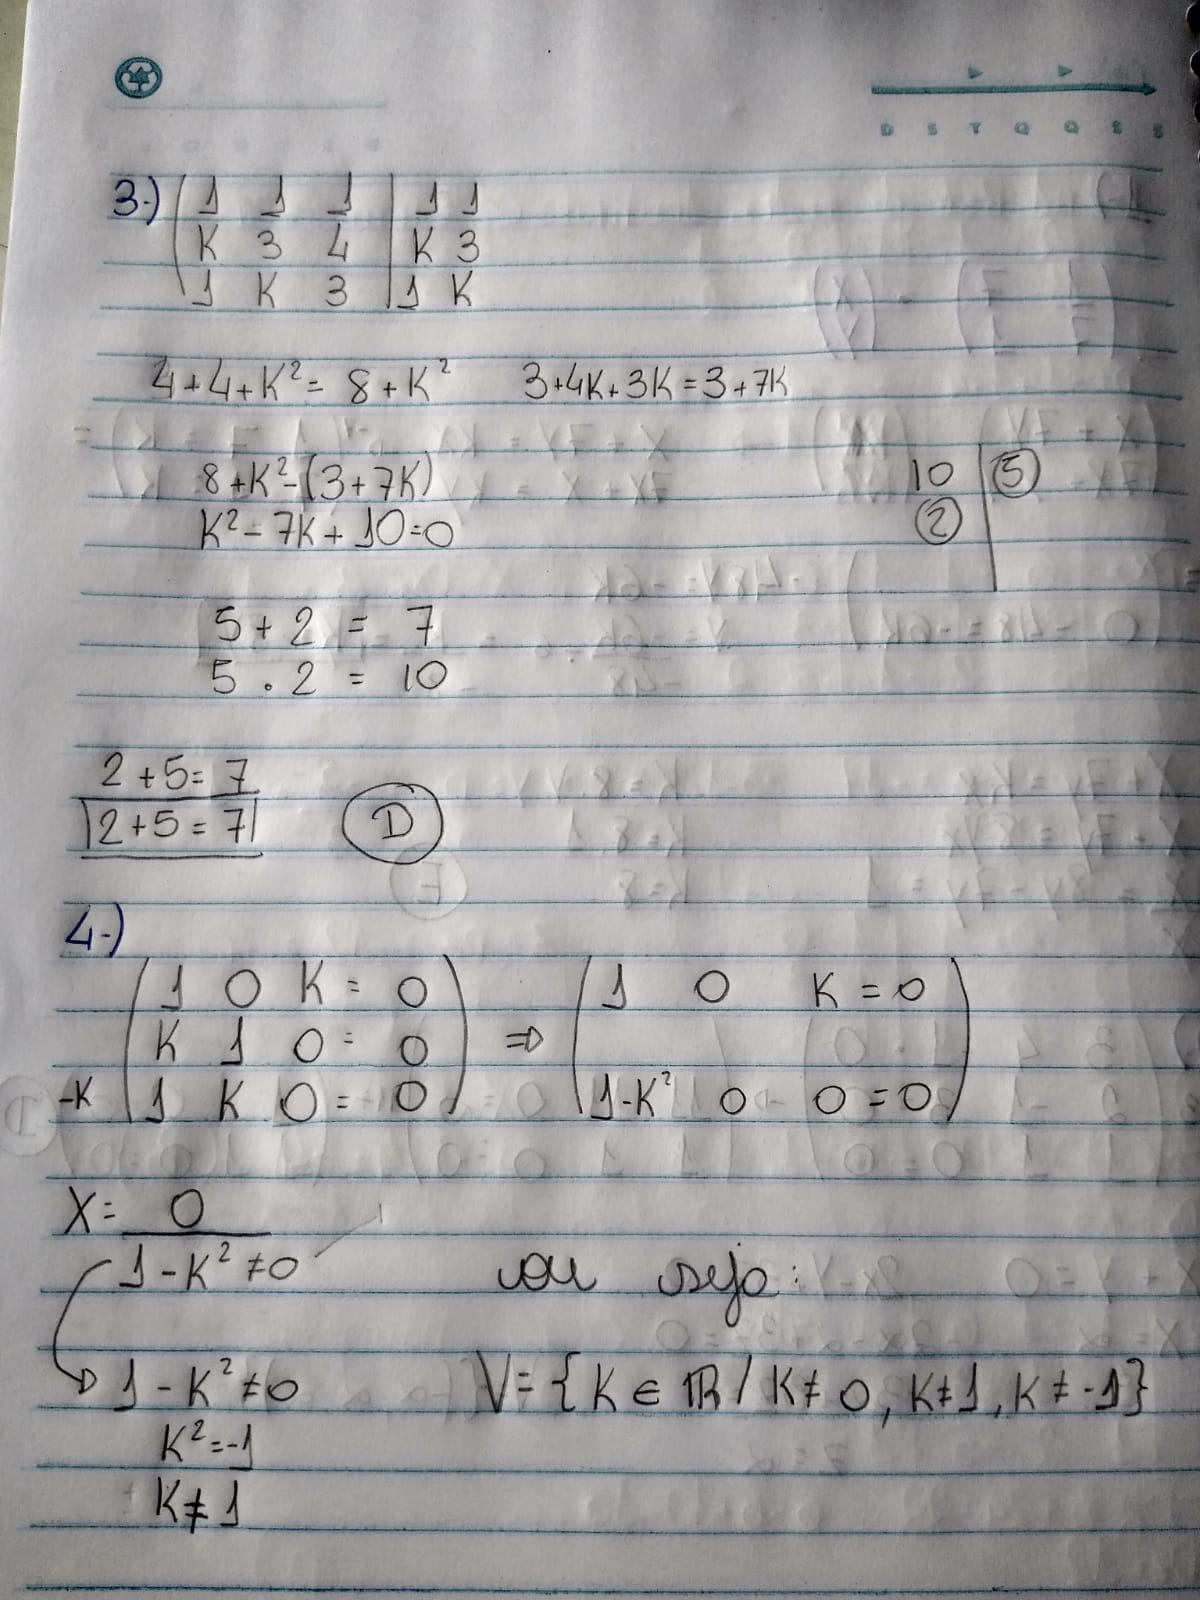 D S T Q Q S S
3-) | 1 1 1 | 1 1
K 3 4 | K 3
1 K 3 | 1 K
4+4+K²= 8+K² 3+4K+3K=3+7K
8+K²-(3+7K) 10 | 5
K²-7K+10=0 2
5+2 = 7
5 . 2 = 10
2+5=7
2+5=7 D
4-)
( 1 0 K = 0 ) ⇒ ( 1 0 K = 0 )
K 1 0 = 0
-K 1 K 0 = 0 1-K² 0 0 = 0
X= 0
1-K²≠0 ou seja:
1-K²≠0 V={K∈ℝ/K≠0, K≠1, K≠-1}
K²=-1
K≠1